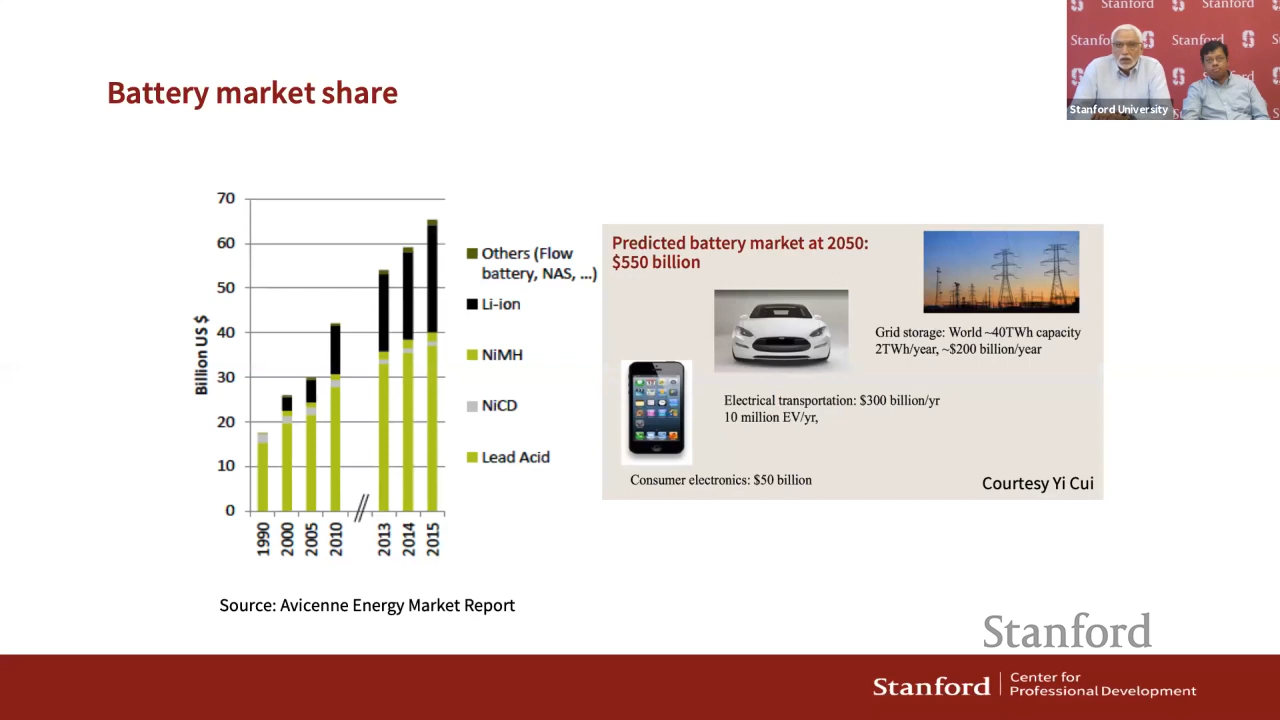 Stanford
Stanford
Stanford
Stanford University
Battery market share
70
60
50
40
30
20
10
0
Billion US $
1990
2000
2005
2010
2013
2014
2015
Others (Flow
battery, NAS, ...)
Li-ion
NiMH
NiCD
Lead Acid
Source: Avicenne Energy Market Report
Predicted battery market at 2050:
$550 billion
Grid storage: World ~40TWh capacity
2TWh/year, ~$200 billion/year
Electrical transportation: $300 billion/yr
10 million EV/yr,
Consumer electronics: $50 billion
Courtesy Yi Cui
Stanford
Stanford | Center for
Professional Development